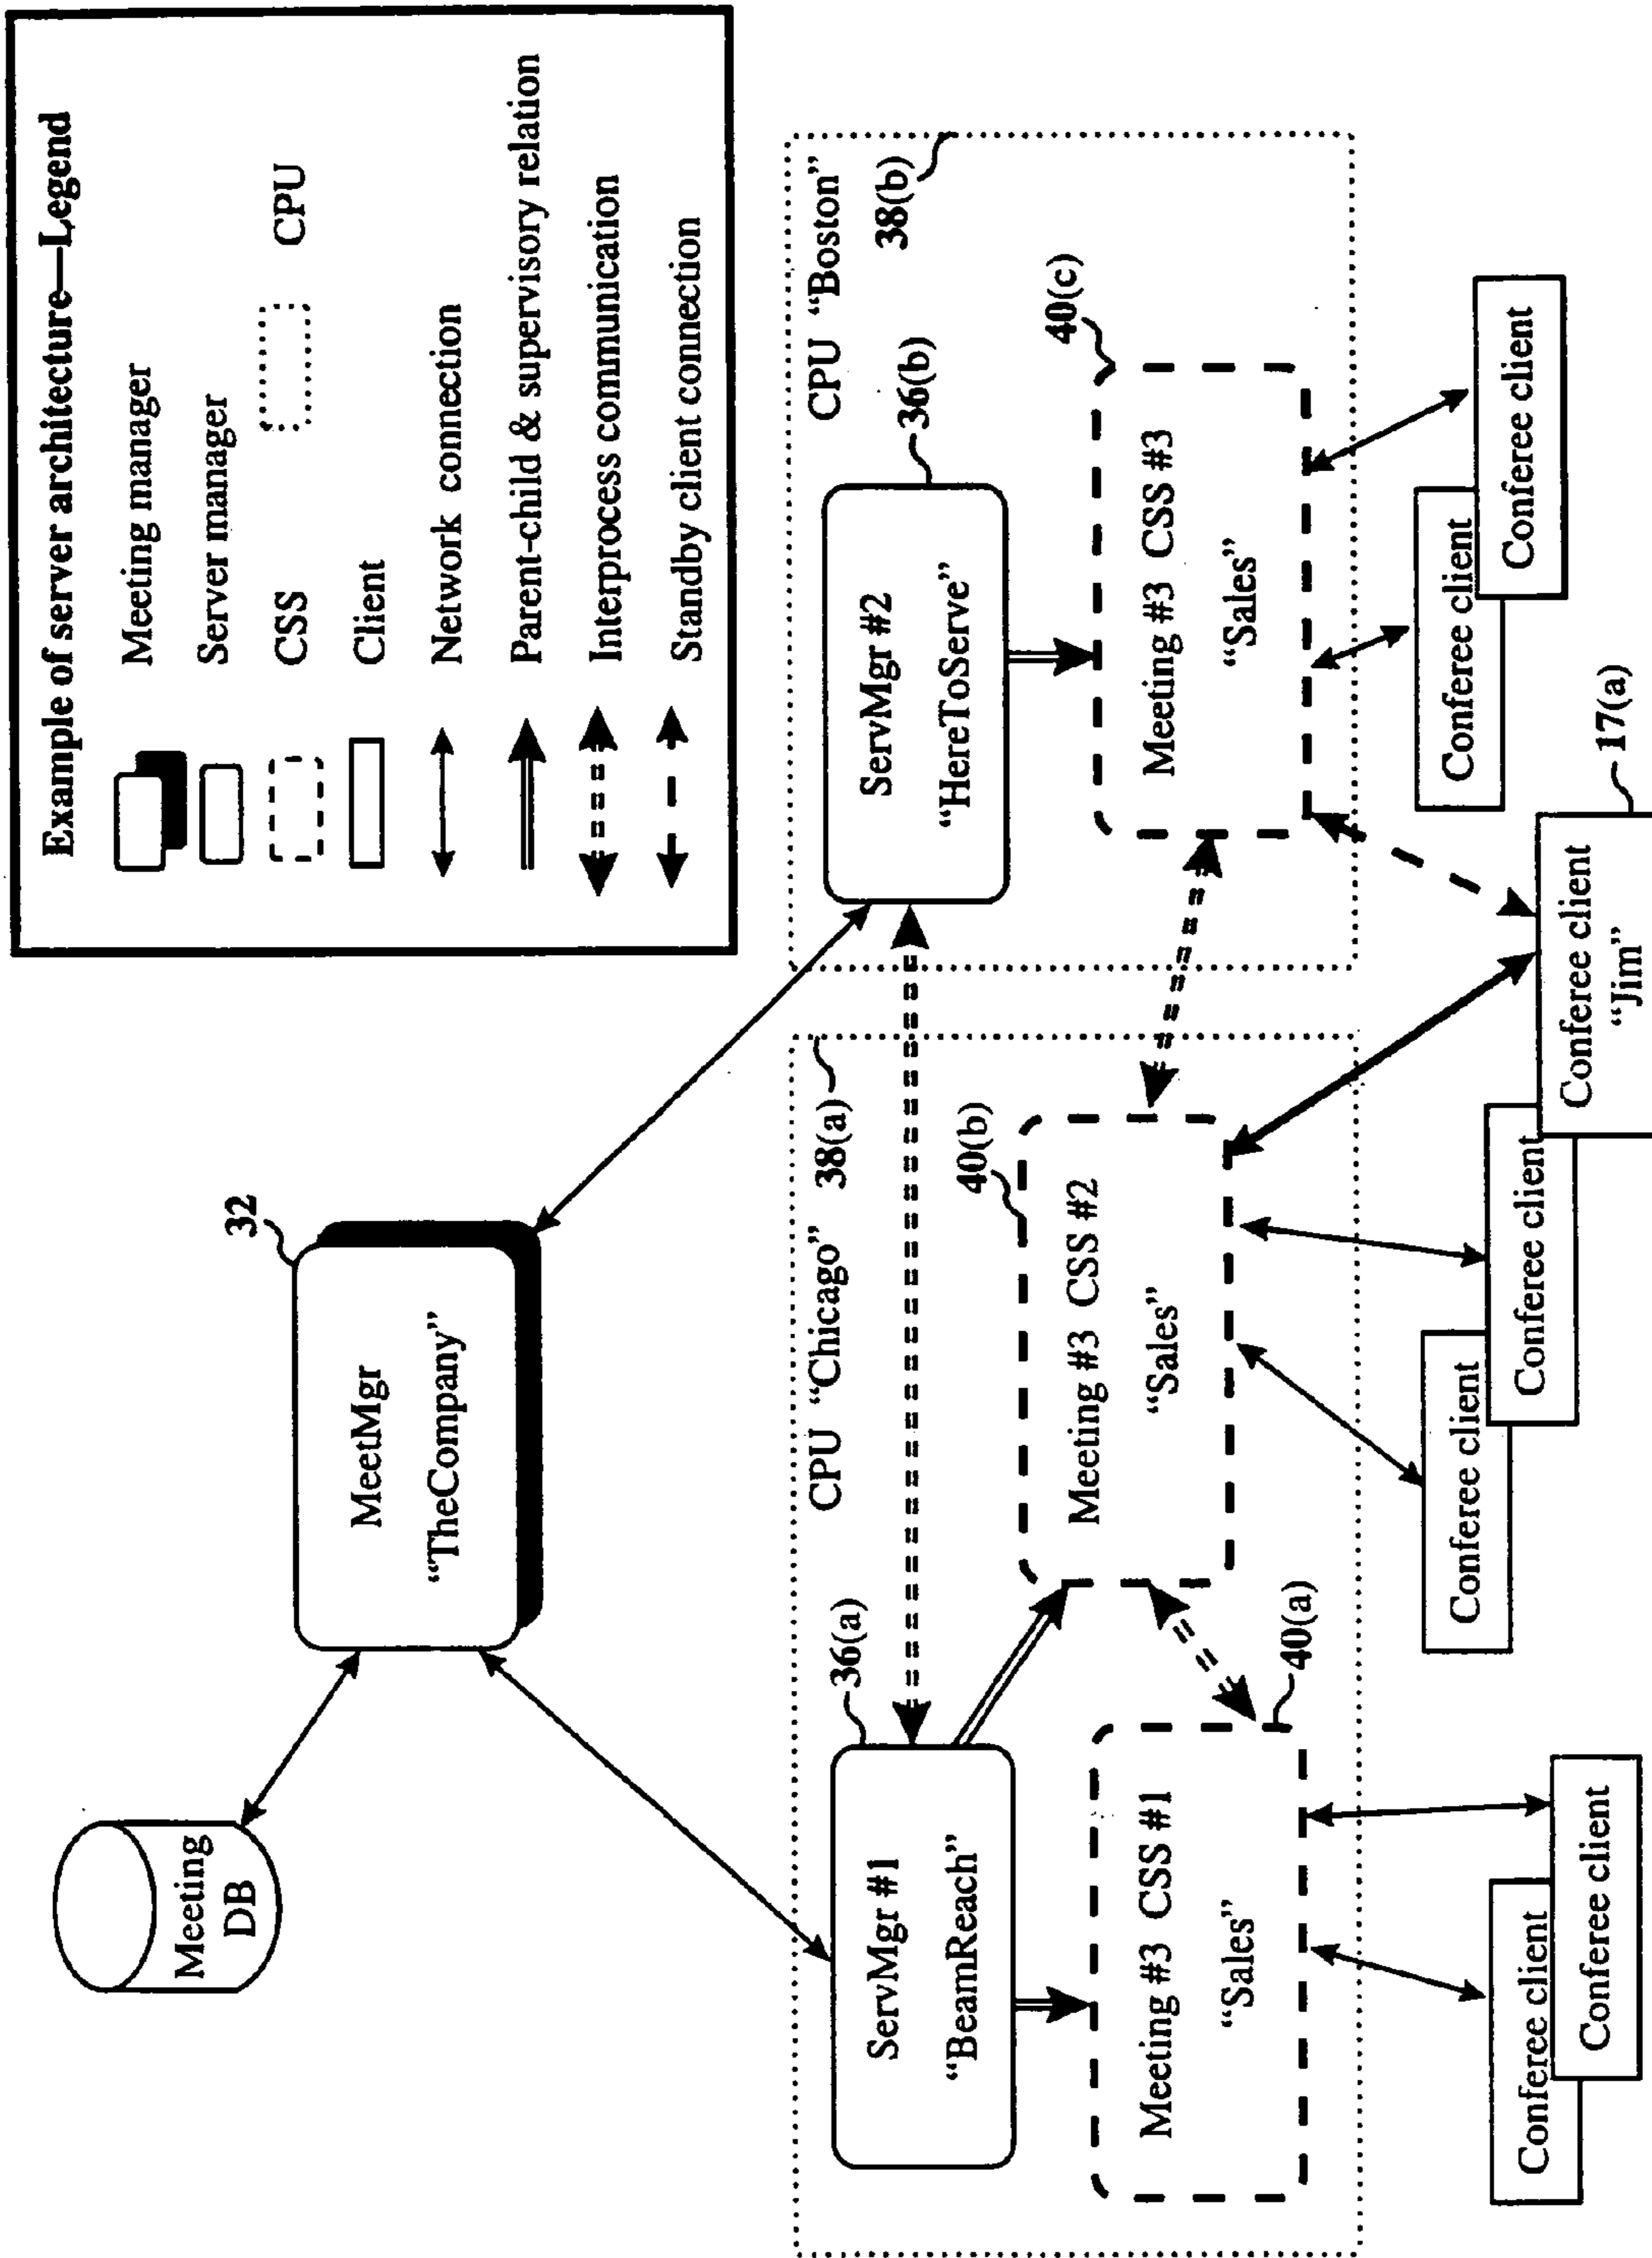 Example of server architecture—Legend
Meeting manager
Server manager
CSS
CPU
Client
Network connection
Parent-child & supervisory relation
Interprocess communication
Standby client connection
Meeting
DB
32
MeetMgr
“TheCompany”
CPU “Chicago” 38(a)
36(a)
ServMgr #1
“BeamReach”
40(b)
Meeting #3 CSS #2
“Sales”
Meeting #3 CSS #1
“Sales”
40(a)
CPU “Boston”
38(b)
36(b)
ServMgr #2
“HereToServe”
40(c)
Meeting #3 CSS #3
“Sales”
Conferee client
Conferee client
Conferee client
Conferee client
Conferee client
“Jim”
17(a)
Conferee client
Conferee client